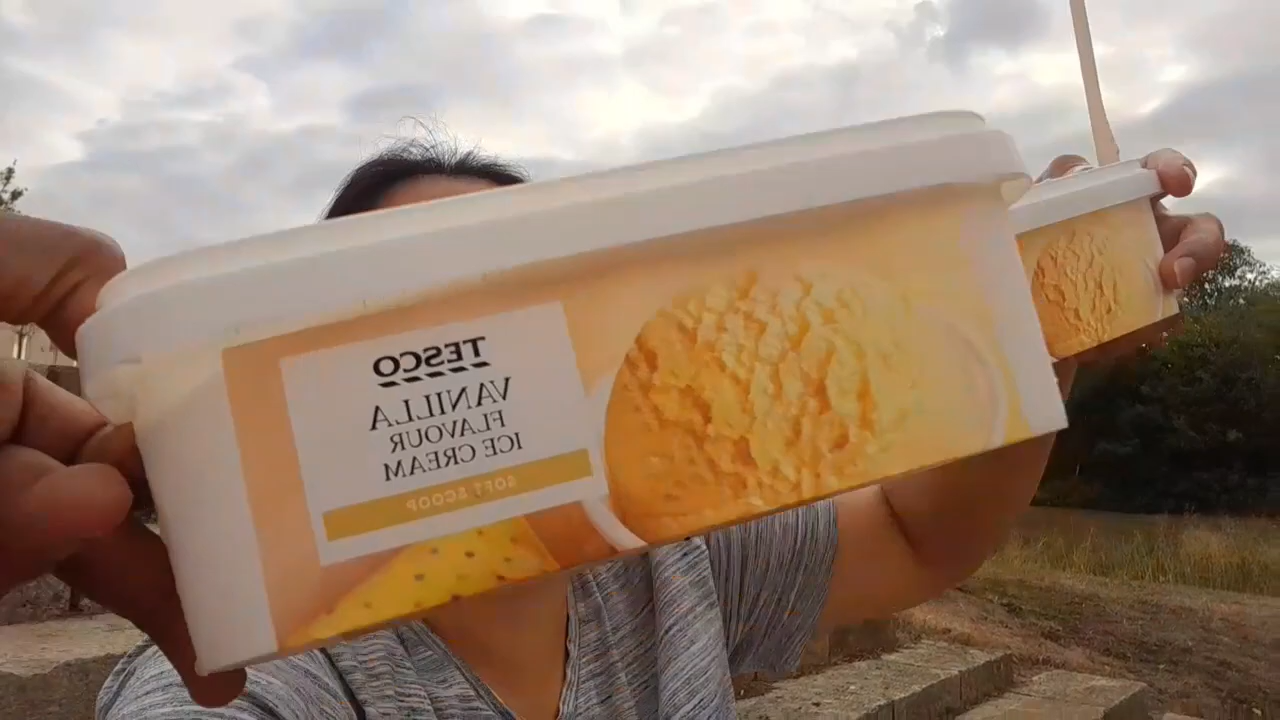 TESCO
VANILLA
FLAVOUR
ICE CREAM
SOFT SCOOP